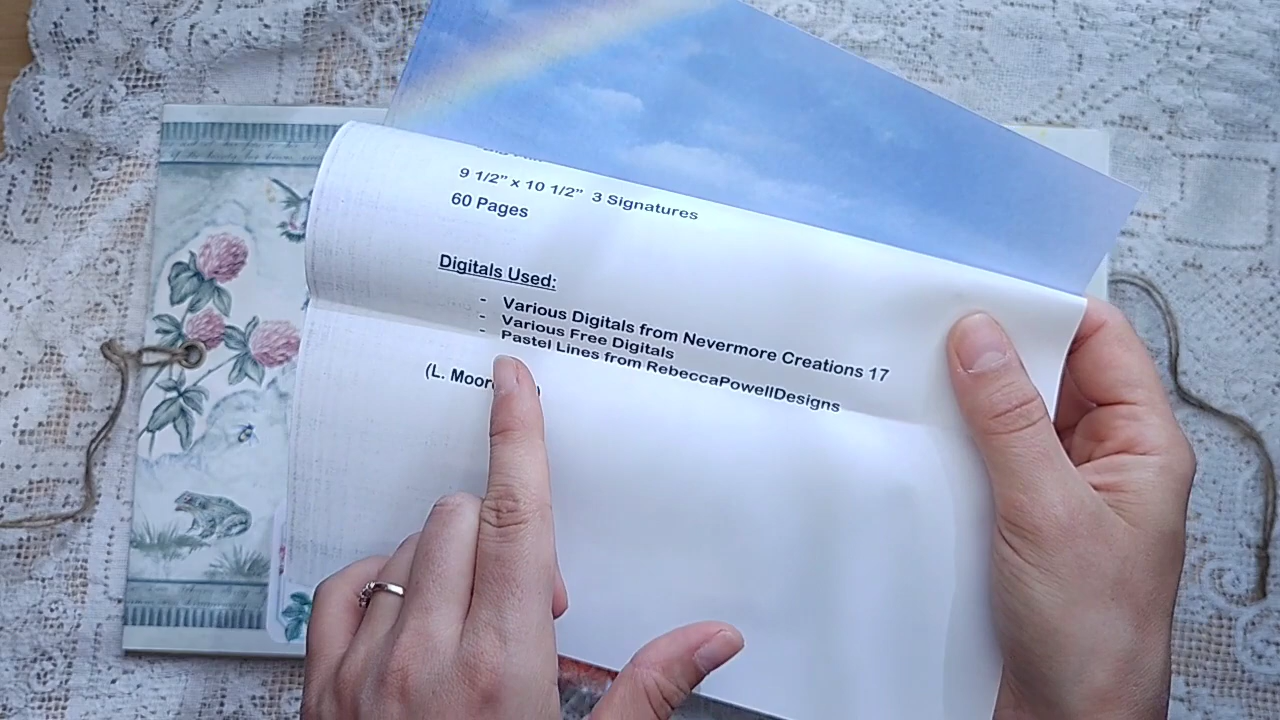 9 1/2” x 10 1/2” 3 Signatures
60 Pages
Digitals Used:
- Various Digitals from Nevermore Creations 17
- Various Free Digitals
- Pastel Lines from RebeccaPowellDesigns
(L.